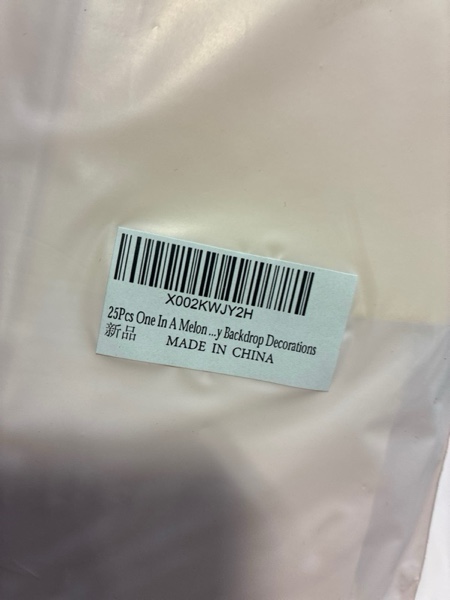 X002KWJY2H
25Pcs One In A Melon ...y Backdrop Decorations
新品
MADE IN CHINA